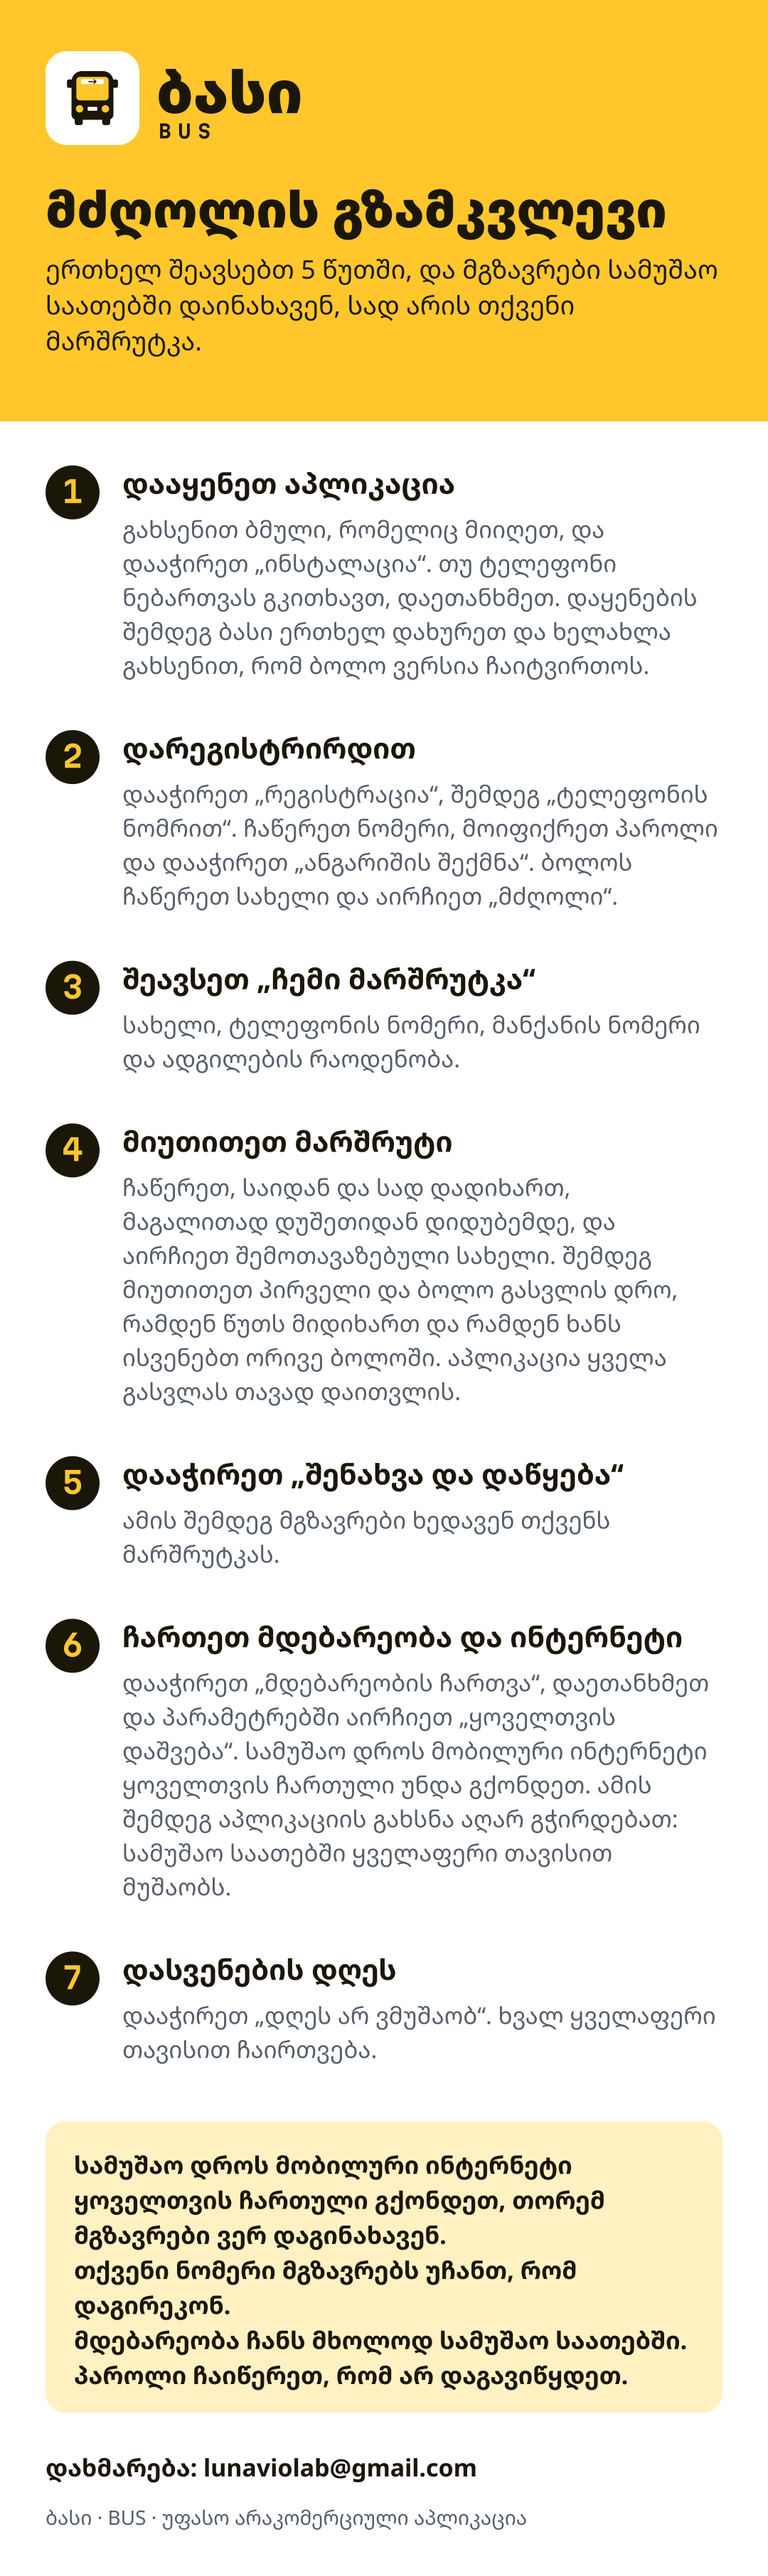 ბასი
BUS
მძღოლის გზამკვლევი
ერთხელ შეავსებთ 5 წუთში, და მგზავრები სამუშაო
საათებში დაინახავენ, სად არის თქვენი
მარშრუტკა.
1
დააყენეთ აპლიკაცია
გახსენით ბმული, რომელიც მიიღეთ, და
დააჭირეთ „ინსტალაცია“. თუ ტელეფონი
ნებართვას გკითხავთ, დაეთანხმეთ. დაყენების
შემდეგ ბასი ერთხელ დახურეთ და ხელახლა
გახსენით, რომ ბოლო ვერსია ჩაიტვირთოს.
2
დარეგისტრირდით
დააჭირეთ „რეგისტრაცია“, შემდეგ „ტელეფონის
ნომრით“. ჩაწერეთ ნომერი, მოიფიქრეთ პაროლი
და დააჭირეთ „ანგარიშის შექმნა“. ბოლოს
ჩაწერეთ სახელი და აირჩიეთ „მძღოლი“.
3
შეავსეთ „ჩემი მარშრუტკა“
სახელი, ტელეფონის ნომერი, მანქანის ნომერი
და ადგილების რაოდენობა.
4
მიუთითეთ მარშრუტი
ჩაწერეთ, საიდან და სად დადიხართ,
მაგალითად დუშეთიდან დიდუბემდე, და
აირჩიეთ შემოთავაზებული სახელი. შემდეგ
მიუთითეთ პირველი და ბოლო გასვლის დრო,
რამდენ წუთს მიდიხართ და რამდენ ხანს
ისვენებთ ორივე ბოლოში. აპლიკაცია ყველა
გასვლას თავად დაითვლის.
5
დააჭირეთ „შენახვა და დაწყება“
ამის შემდეგ მგზავრები ხედავენ თქვენს
მარშრუტკას.
6
ჩართეთ მდებარეობა და ინტერნეტი
დააჭირეთ „მდებარეობის ჩართვა“, დაეთანხმეთ
და პარამეტრებში აირჩიეთ „ყოველთვის
დაშვება“. სამუშაო დროს მობილური ინტერნეტი
ყოველთვის ჩართული უნდა გქონდეთ. ამის
შემდეგ აპლიკაციის გახსნა აღარ გჭირდებათ:
სამუშაო საათებში ყველაფერი თავისით
მუშაობს.
7
დასვენების დღეს
დააჭირეთ „დღეს არ ვმუშაობ“. ხვალ ყველაფერი
თავისით ჩაირთვება.
სამუშაო დროს მობილური ინტერნეტი
ყოველთვის ჩართული გქონდეთ, თორემ
მგზავრები ვერ დაგინახავენ.
თქვენი ნომერი მგზავრებს უჩანთ, რომ
დაგირეკონ.
მდებარეობა ჩანს მხოლოდ სამუშაო საათებში.
პაროლი ჩაიწერეთ, რომ არ დაგავიწყდეთ.
დახმარება: lunaviolab@gmail.com
ბასი · BUS · უფასო არაკომერციული აპლიკაცია